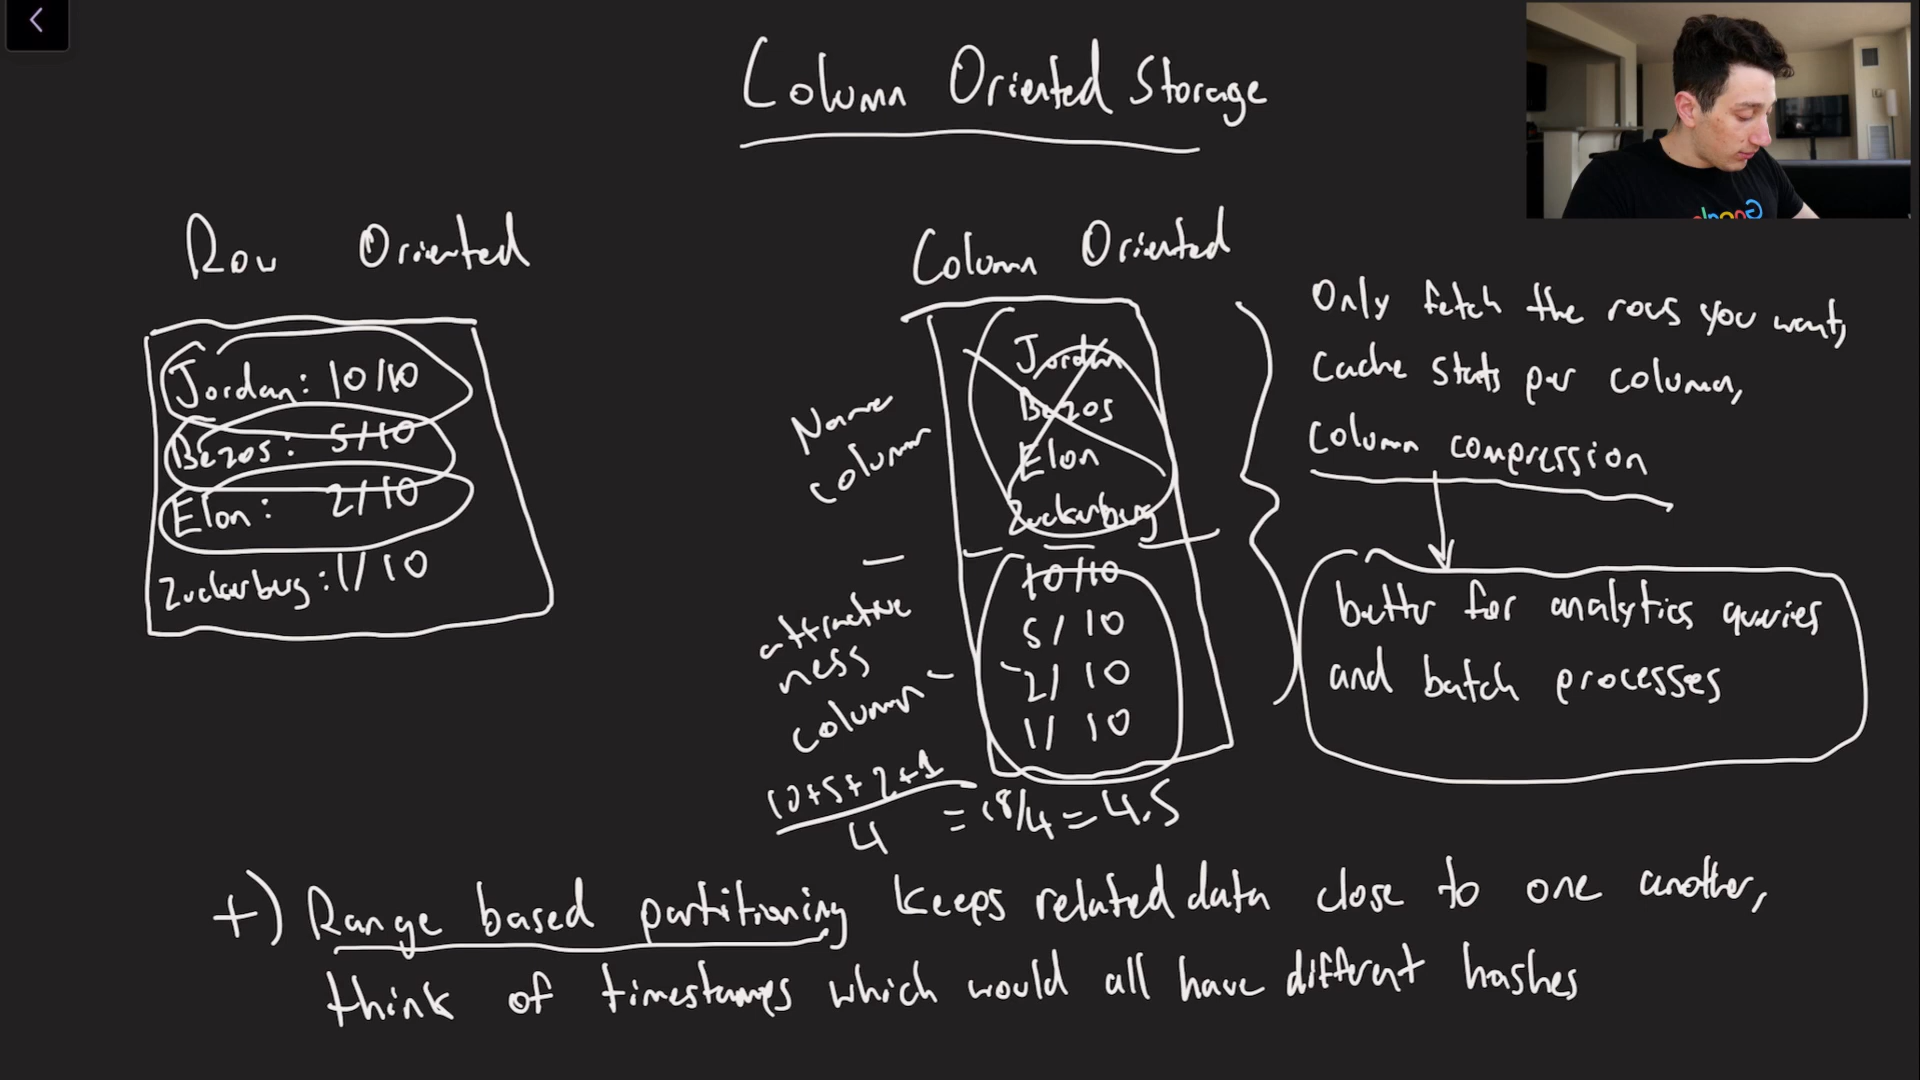 Column Oriented Storage
Google
Row Oriented
Jordan: 10/10
Bezos: 5/10
Elon: 2/10
Zuckerburg: 1/10
Column Oriented
Name
column
Jordan
Bezos
Elon
Zuckerburg
attractive
ness
column
10/10
5/10
2/10
1/10
10+5+2+1
4
= 18/4 = 4.5
Only fetch the rows you want,
Cache stats per column,
column compression
better for analytics queries
and batch processes
+) Range based partitioning keeps related data close to one another,
think of timestamps which would all have different hashes